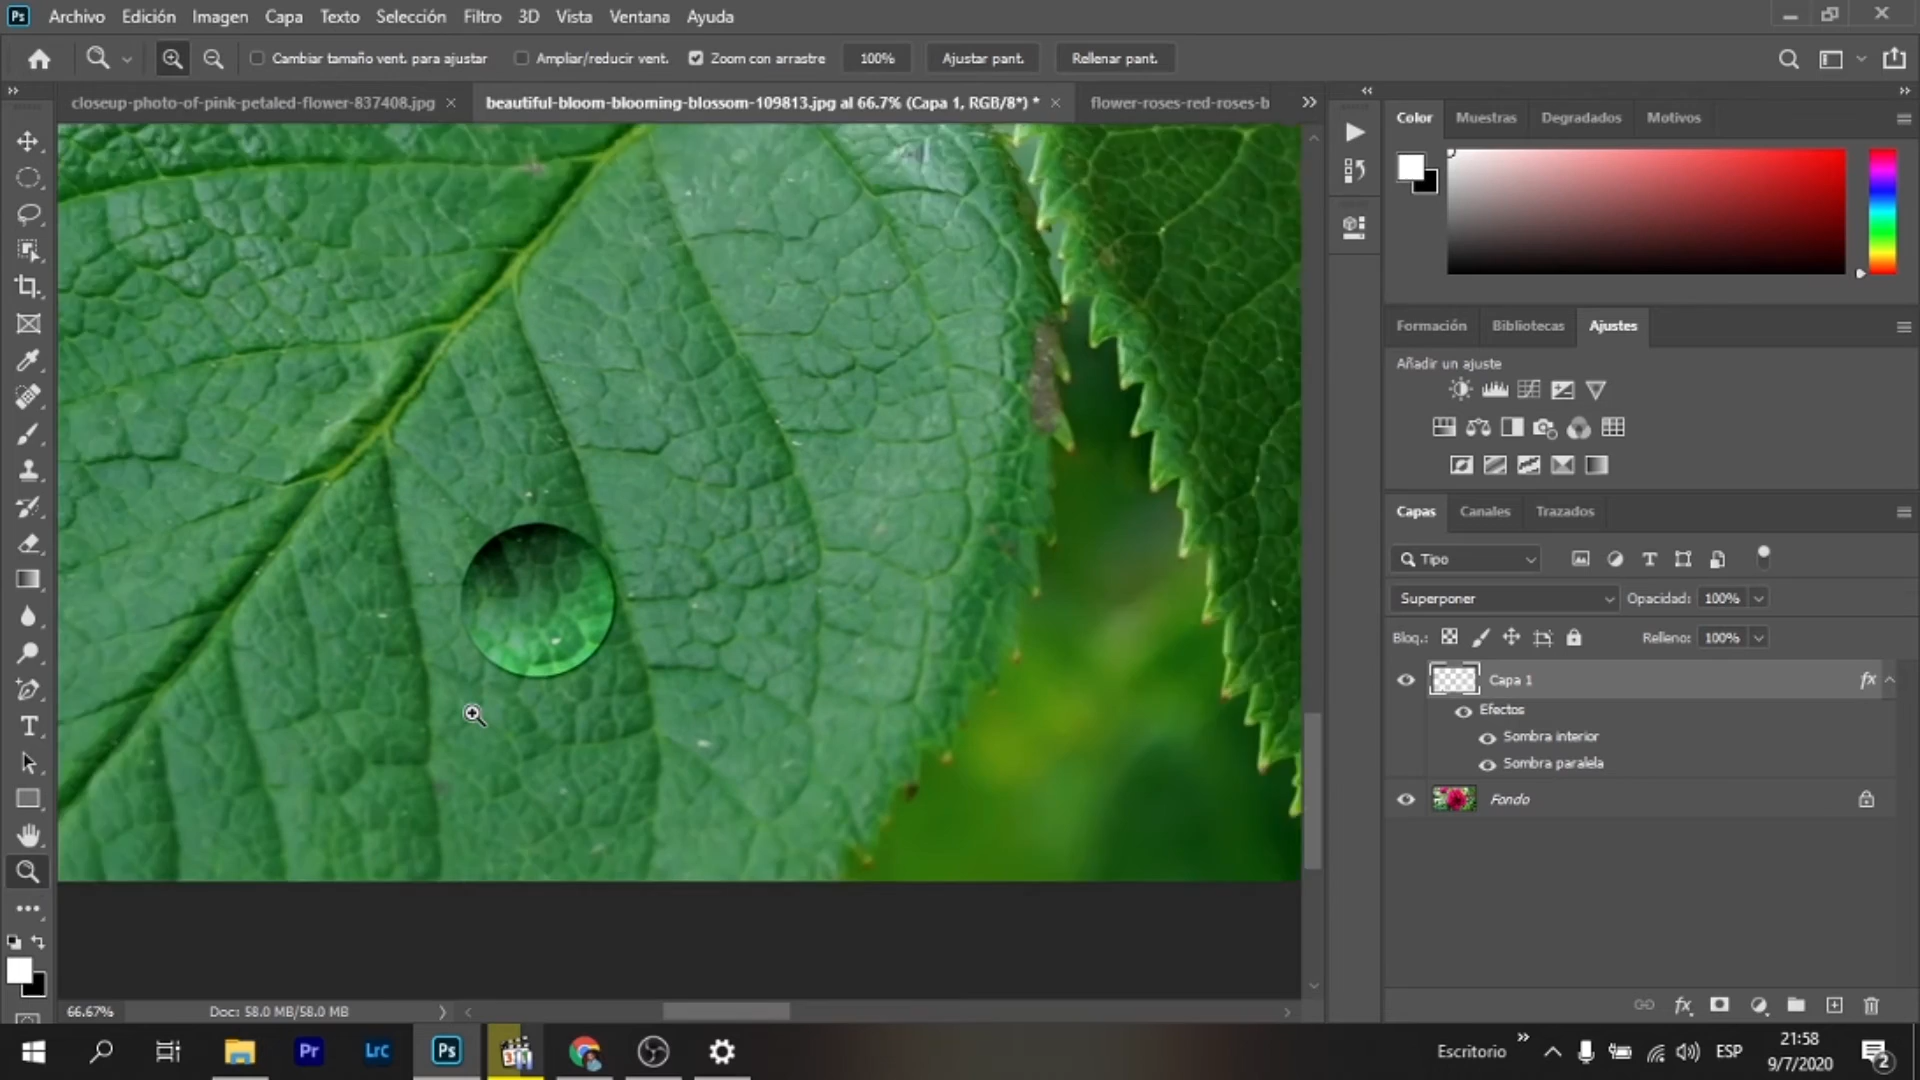 Ps Archivo Edición Imagen Capa Texto Selección Filtro 3D Vista Ventana Ayuda
Cambiar tamaño vent. para ajustar Ampliar/reducir vent. Zoom con arrastre 100% Ajustar pant. Rellenar pant.
closeup-photo-of-pink-petaled-flower-837408.jpg beautiful-bloom-blooming-blossom-109813.jpg al 66.7% (Capa 1, RGB/8*) * flower-roses-red-roses-b
Color Muestras Degradados Motivos
Formación Bibliotecas Ajustes
Añadir un ajuste
Capas Canales Trazados
Tipo
Superponer Opacidad: 100%
Bloq.: Relleno: 100%
Capa 1 fx
Efectos
Sombra interior
Sombra paralela
Fondo
66.67% Doc: 58.0 MB/58.0 MB
fx
Pr Lrc Ps Escritorio ESP 21:58
9/7/2020 2